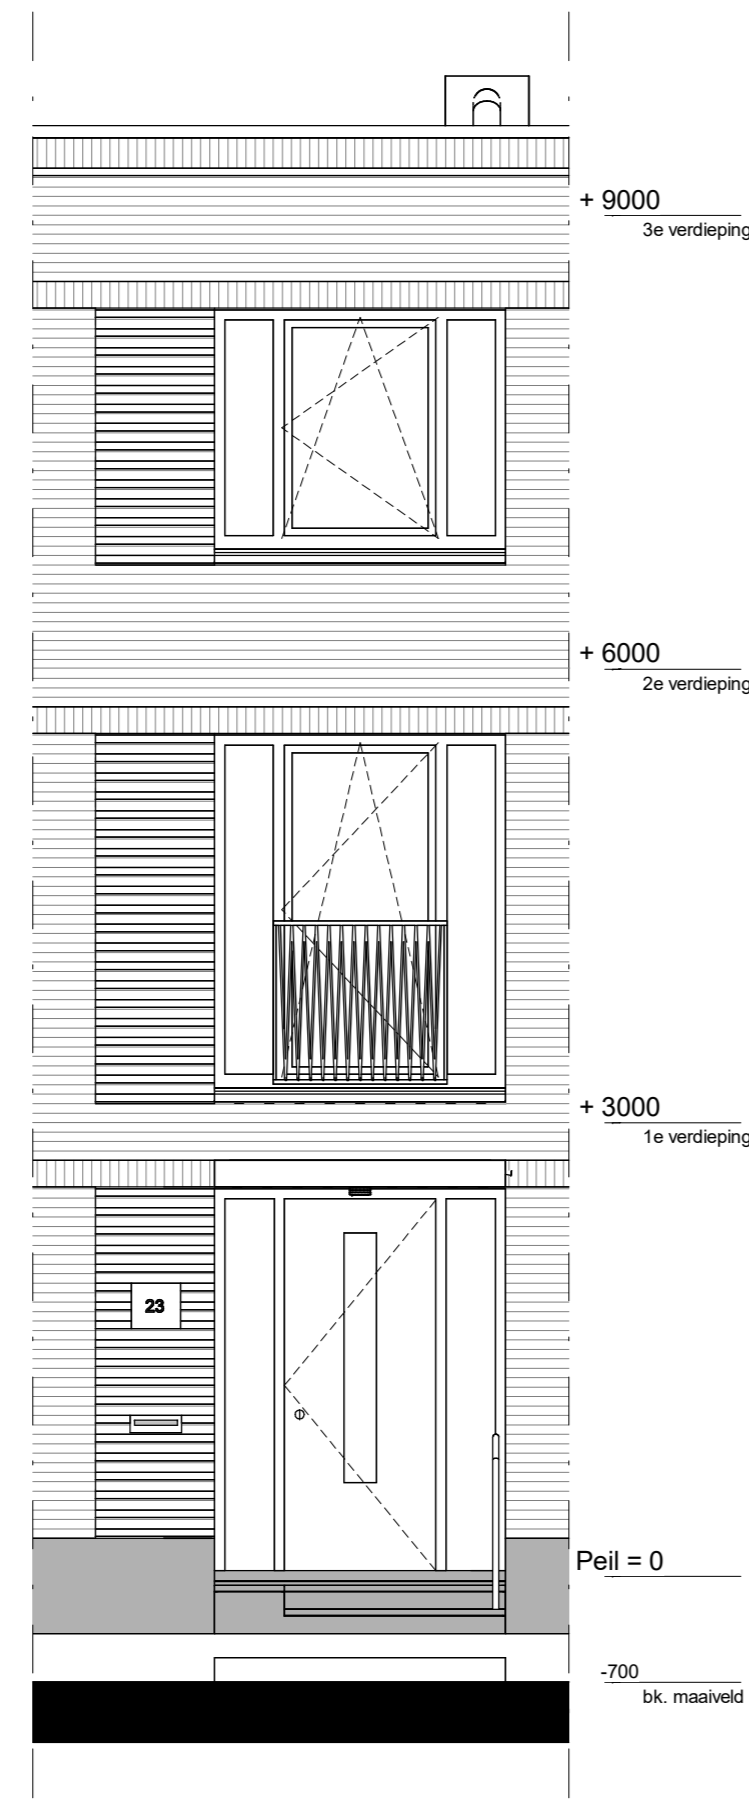 + 9000
3e verdieping
+ 6000
2e verdieping
+ 3000
1e verdieping
23
Peil = 0
-700
bk. maaiveld